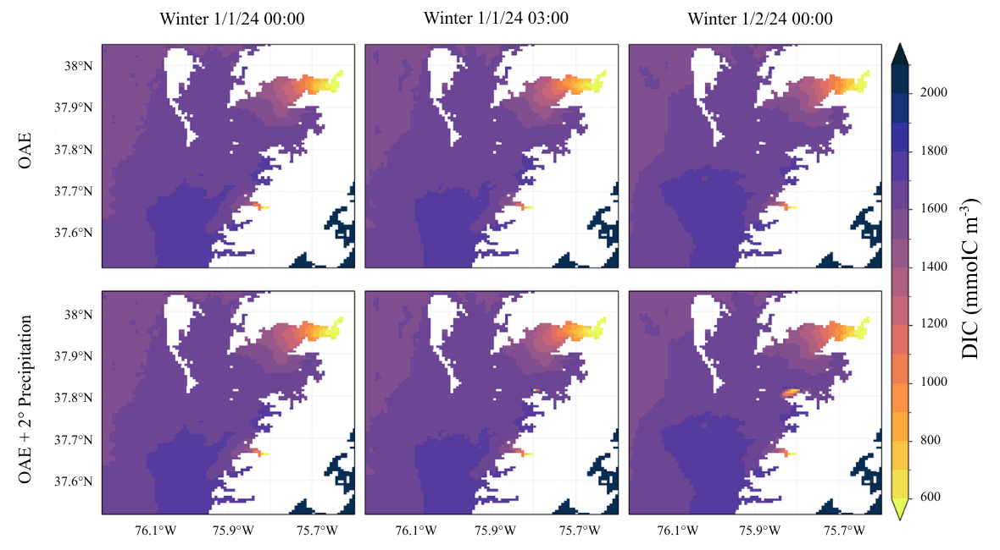 Winter 1/1/24 00:00
Winter 1/1/24 03:00
Winter 1/2/24 00:00
OAE
38°N
37.9°N
37.8°N
37.7°N
37.6°N
OAE + 2° Precipitation
38°N
37.9°N
37.8°N
37.7°N
37.6°N
76.1°W
75.9°W
75.7°W
76.1°W
75.9°W
75.7°W
76.1°W
75.9°W
75.7°W
2000
1800
1600
1400
1200
1000
800
600
DIC (mmolC m⁻³)